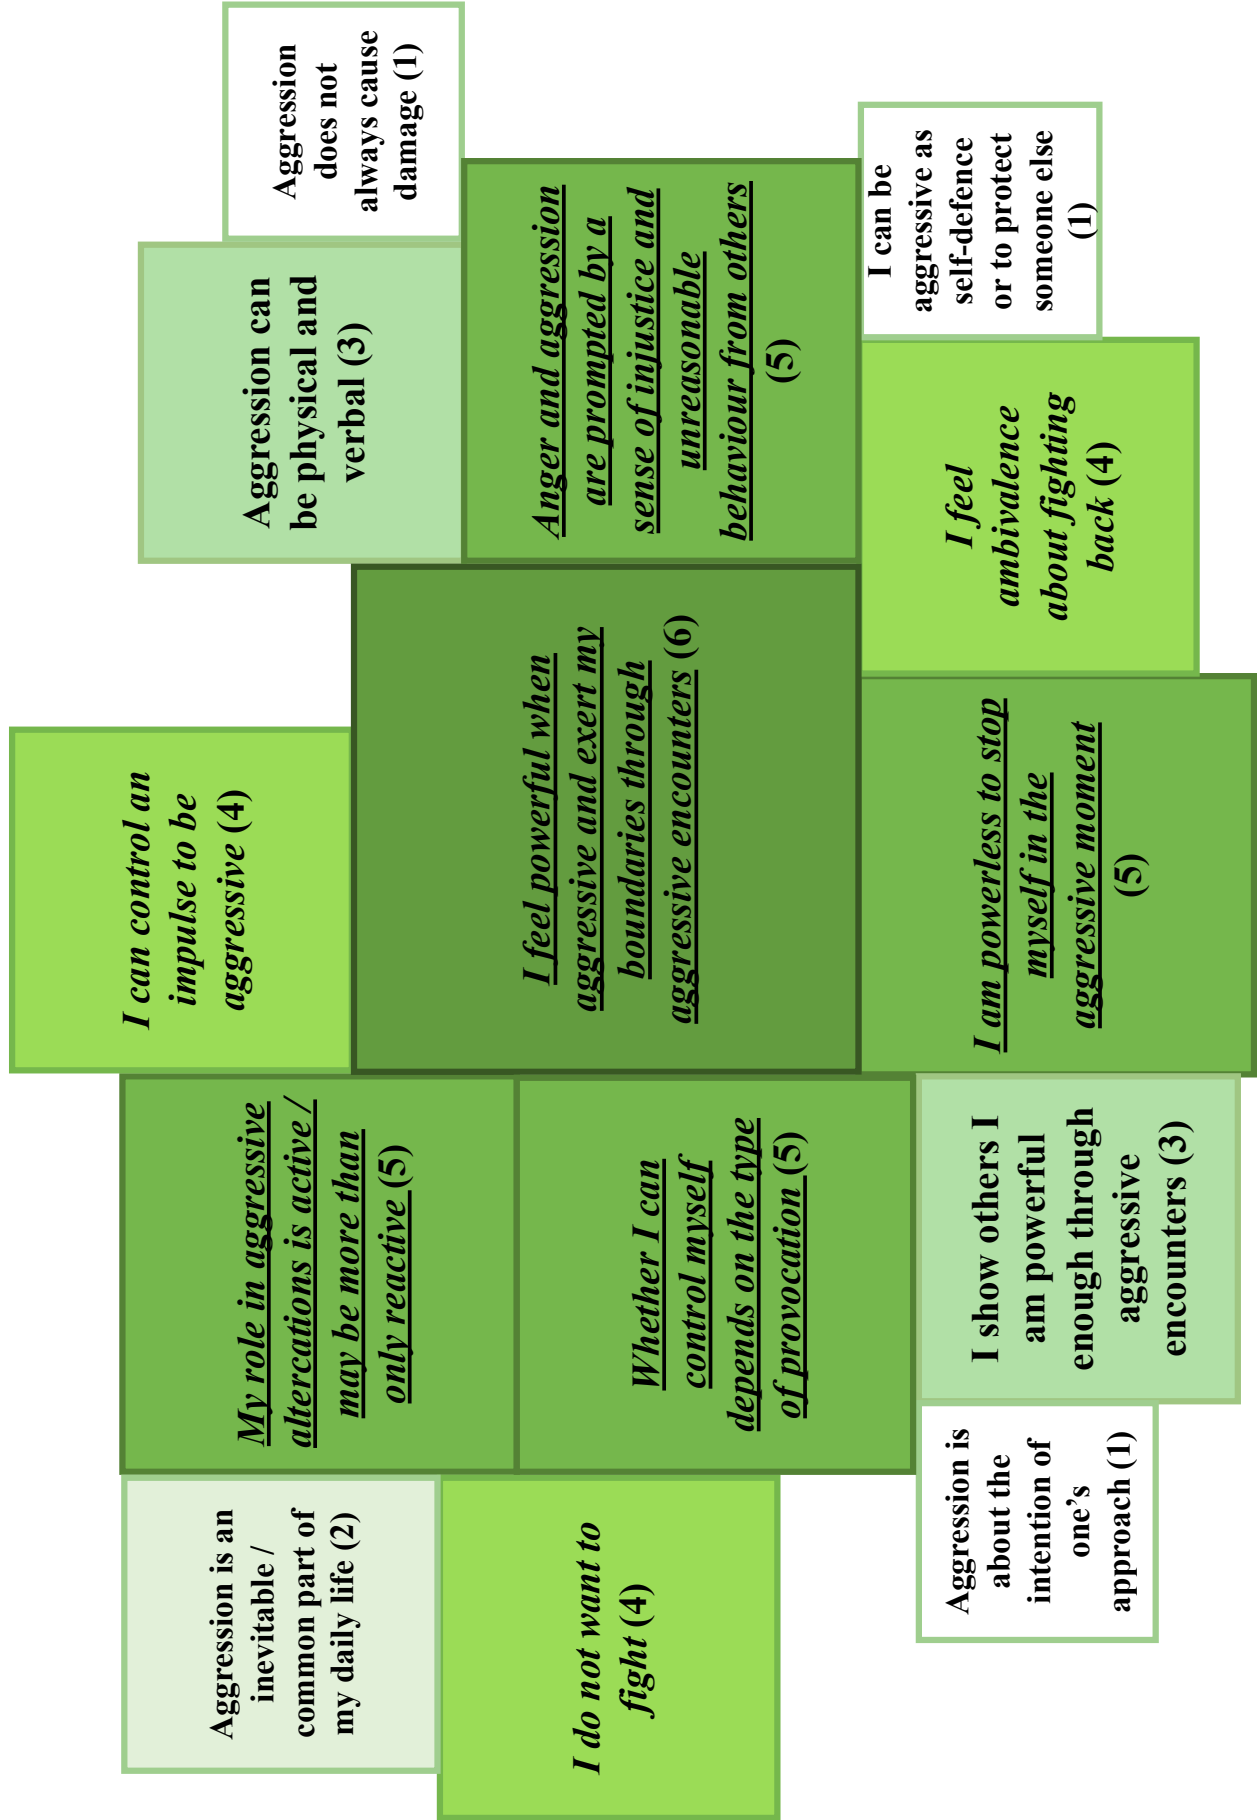 Aggression is an
inevitable /
common part of
my daily life (2)
My role in aggressive
altercations is active /
may be more than
only reactive (5)
I can control an
impulse to be
aggressive (4)
Aggression can
be physical and
verbal (3)
Aggression
does not
always cause
damage (1)
I do not want to
fight (4)
Whether I can
control myself
depends on the type
of provocation (5)
I feel powerful when
aggressive and exert my
boundaries through
aggressive encounters (6)
Anger and aggression
are prompted by a
sense of injustice and
unreasonable
behaviour from others
(5)
Aggression is
about the
intention of
one’s
approach (1)
I show others I
am powerful
enough through
aggressive
encounters (3)
I am powerless to stop
myself in the
aggressive moment
(5)
I feel
ambivalence
about fighting
back (4)
I can be
aggressive as
self-defence
or to protect
someone else
(1)